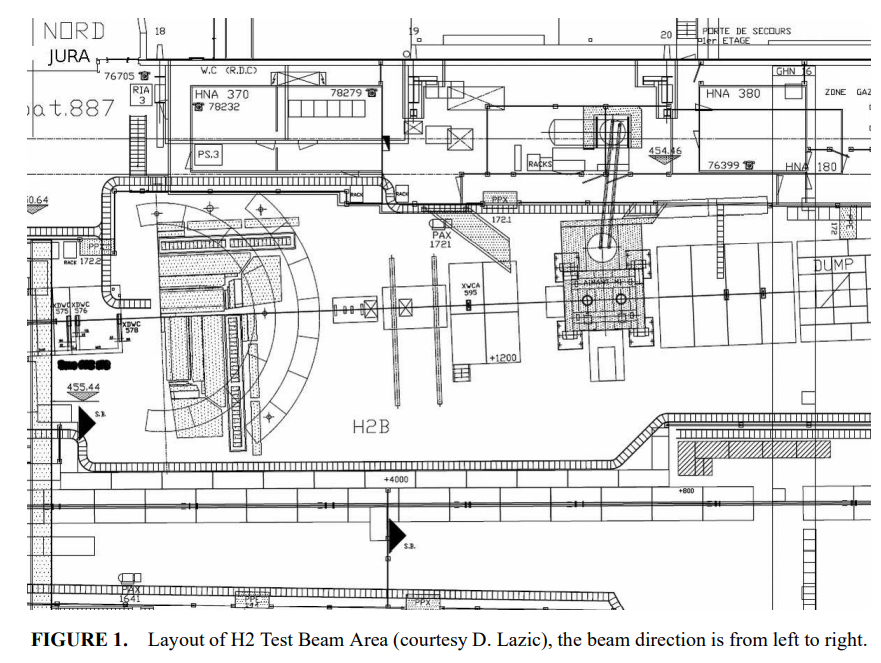 NORD
JURA
18
19
20
PORTE DE SECOURS
1er ETAGE
W.C (R.D.C)
76705
RIA
3
HNA 370
78232
78279
GHN 16
HNA 380
ZONE GAZ
bat.887
PS.3
RACKS
454.46
76399
HNA 180
RACK
RACK
PPX
172.1
PAX
1721
RACK
172.2
172
DUMP
XWCA
595
XDWC
575
XDWC
576
XDWC
578
+1200
455.44
S.B.
H2B
+4000
+800
S.B.
PAX
1641
PPX
FIGURE 1. Layout of H2 Test Beam Area (courtesy D. Lazic), the beam direction is from left to right.